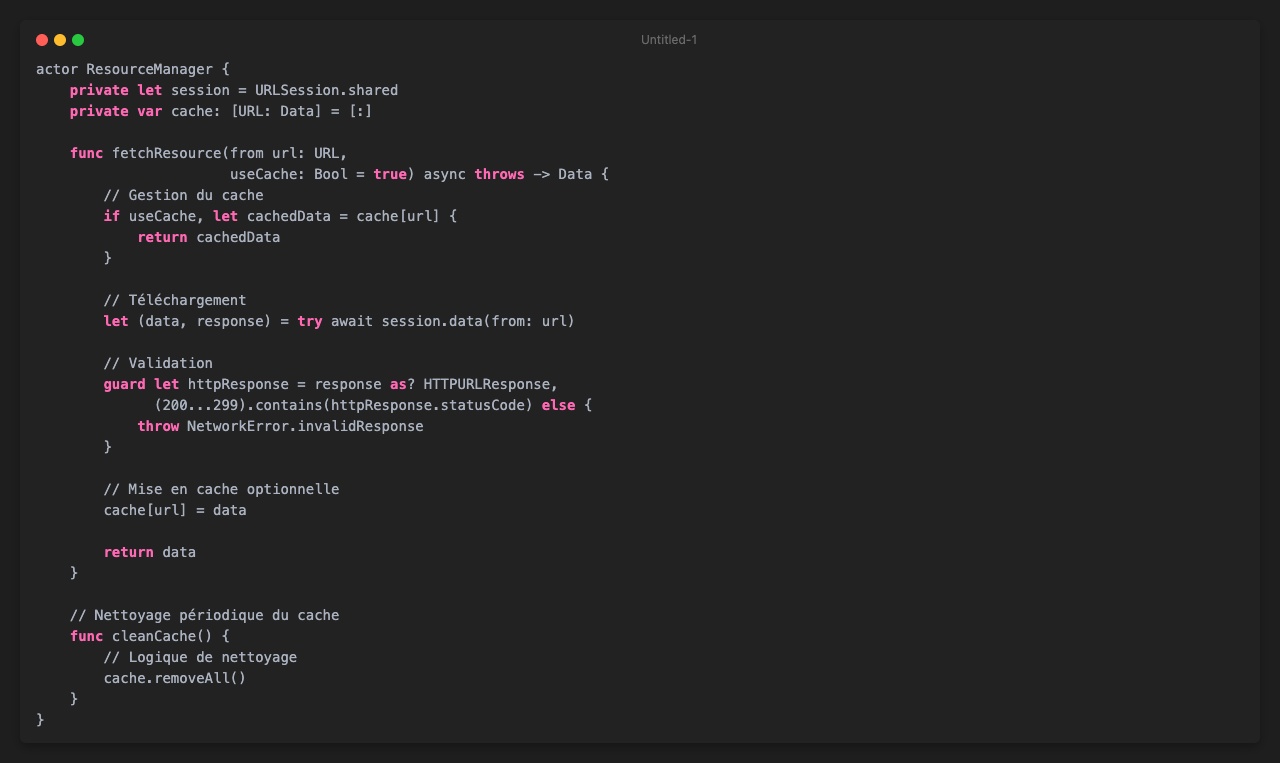 Untitled-1
actor ResourceManager {
    private let session = URLSession.shared
    private var cache: [URL: Data] = [:]

    func fetchResource(from url: URL,
                       useCache: Bool = true) async throws -> Data {
        // Gestion du cache
        if useCache, let cachedData = cache[url] {
            return cachedData
        }

        // Téléchargement
        let (data, response) = try await session.data(from: url)

        // Validation
        guard let httpResponse = response as? HTTPURLResponse,
              (200...299).contains(httpResponse.statusCode) else {
            throw NetworkError.invalidResponse
        }

        // Mise en cache optionnelle
        cache[url] = data

        return data
    }

    // Nettoyage périodique du cache
    func cleanCache() {
        // Logique de nettoyage
        cache.removeAll()
    }
}